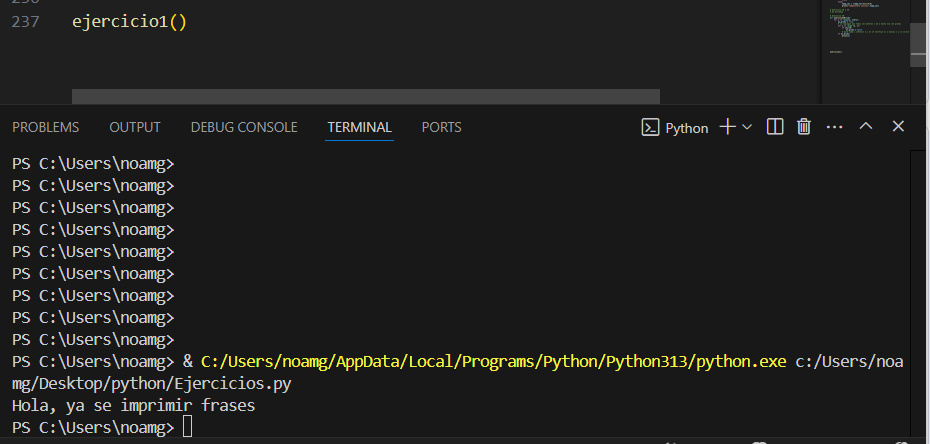 237 ejercicio1()
PROBLEMS OUTPUT DEBUG CONSOLE TERMINAL PORTS Python
PS C:\Users\noamg>
PS C:\Users\noamg>
PS C:\Users\noamg>
PS C:\Users\noamg>
PS C:\Users\noamg>
PS C:\Users\noamg>
PS C:\Users\noamg>
PS C:\Users\noamg>
PS C:\Users\noamg>
PS C:\Users\noamg> & C:/Users/noamg/AppData/Local/Programs/Python/Python313/python.exe c:/Users/noa
mg/Desktop/python/Ejercicios.py
Hola, ya se imprimir frases
PS C:\Users\noamg>